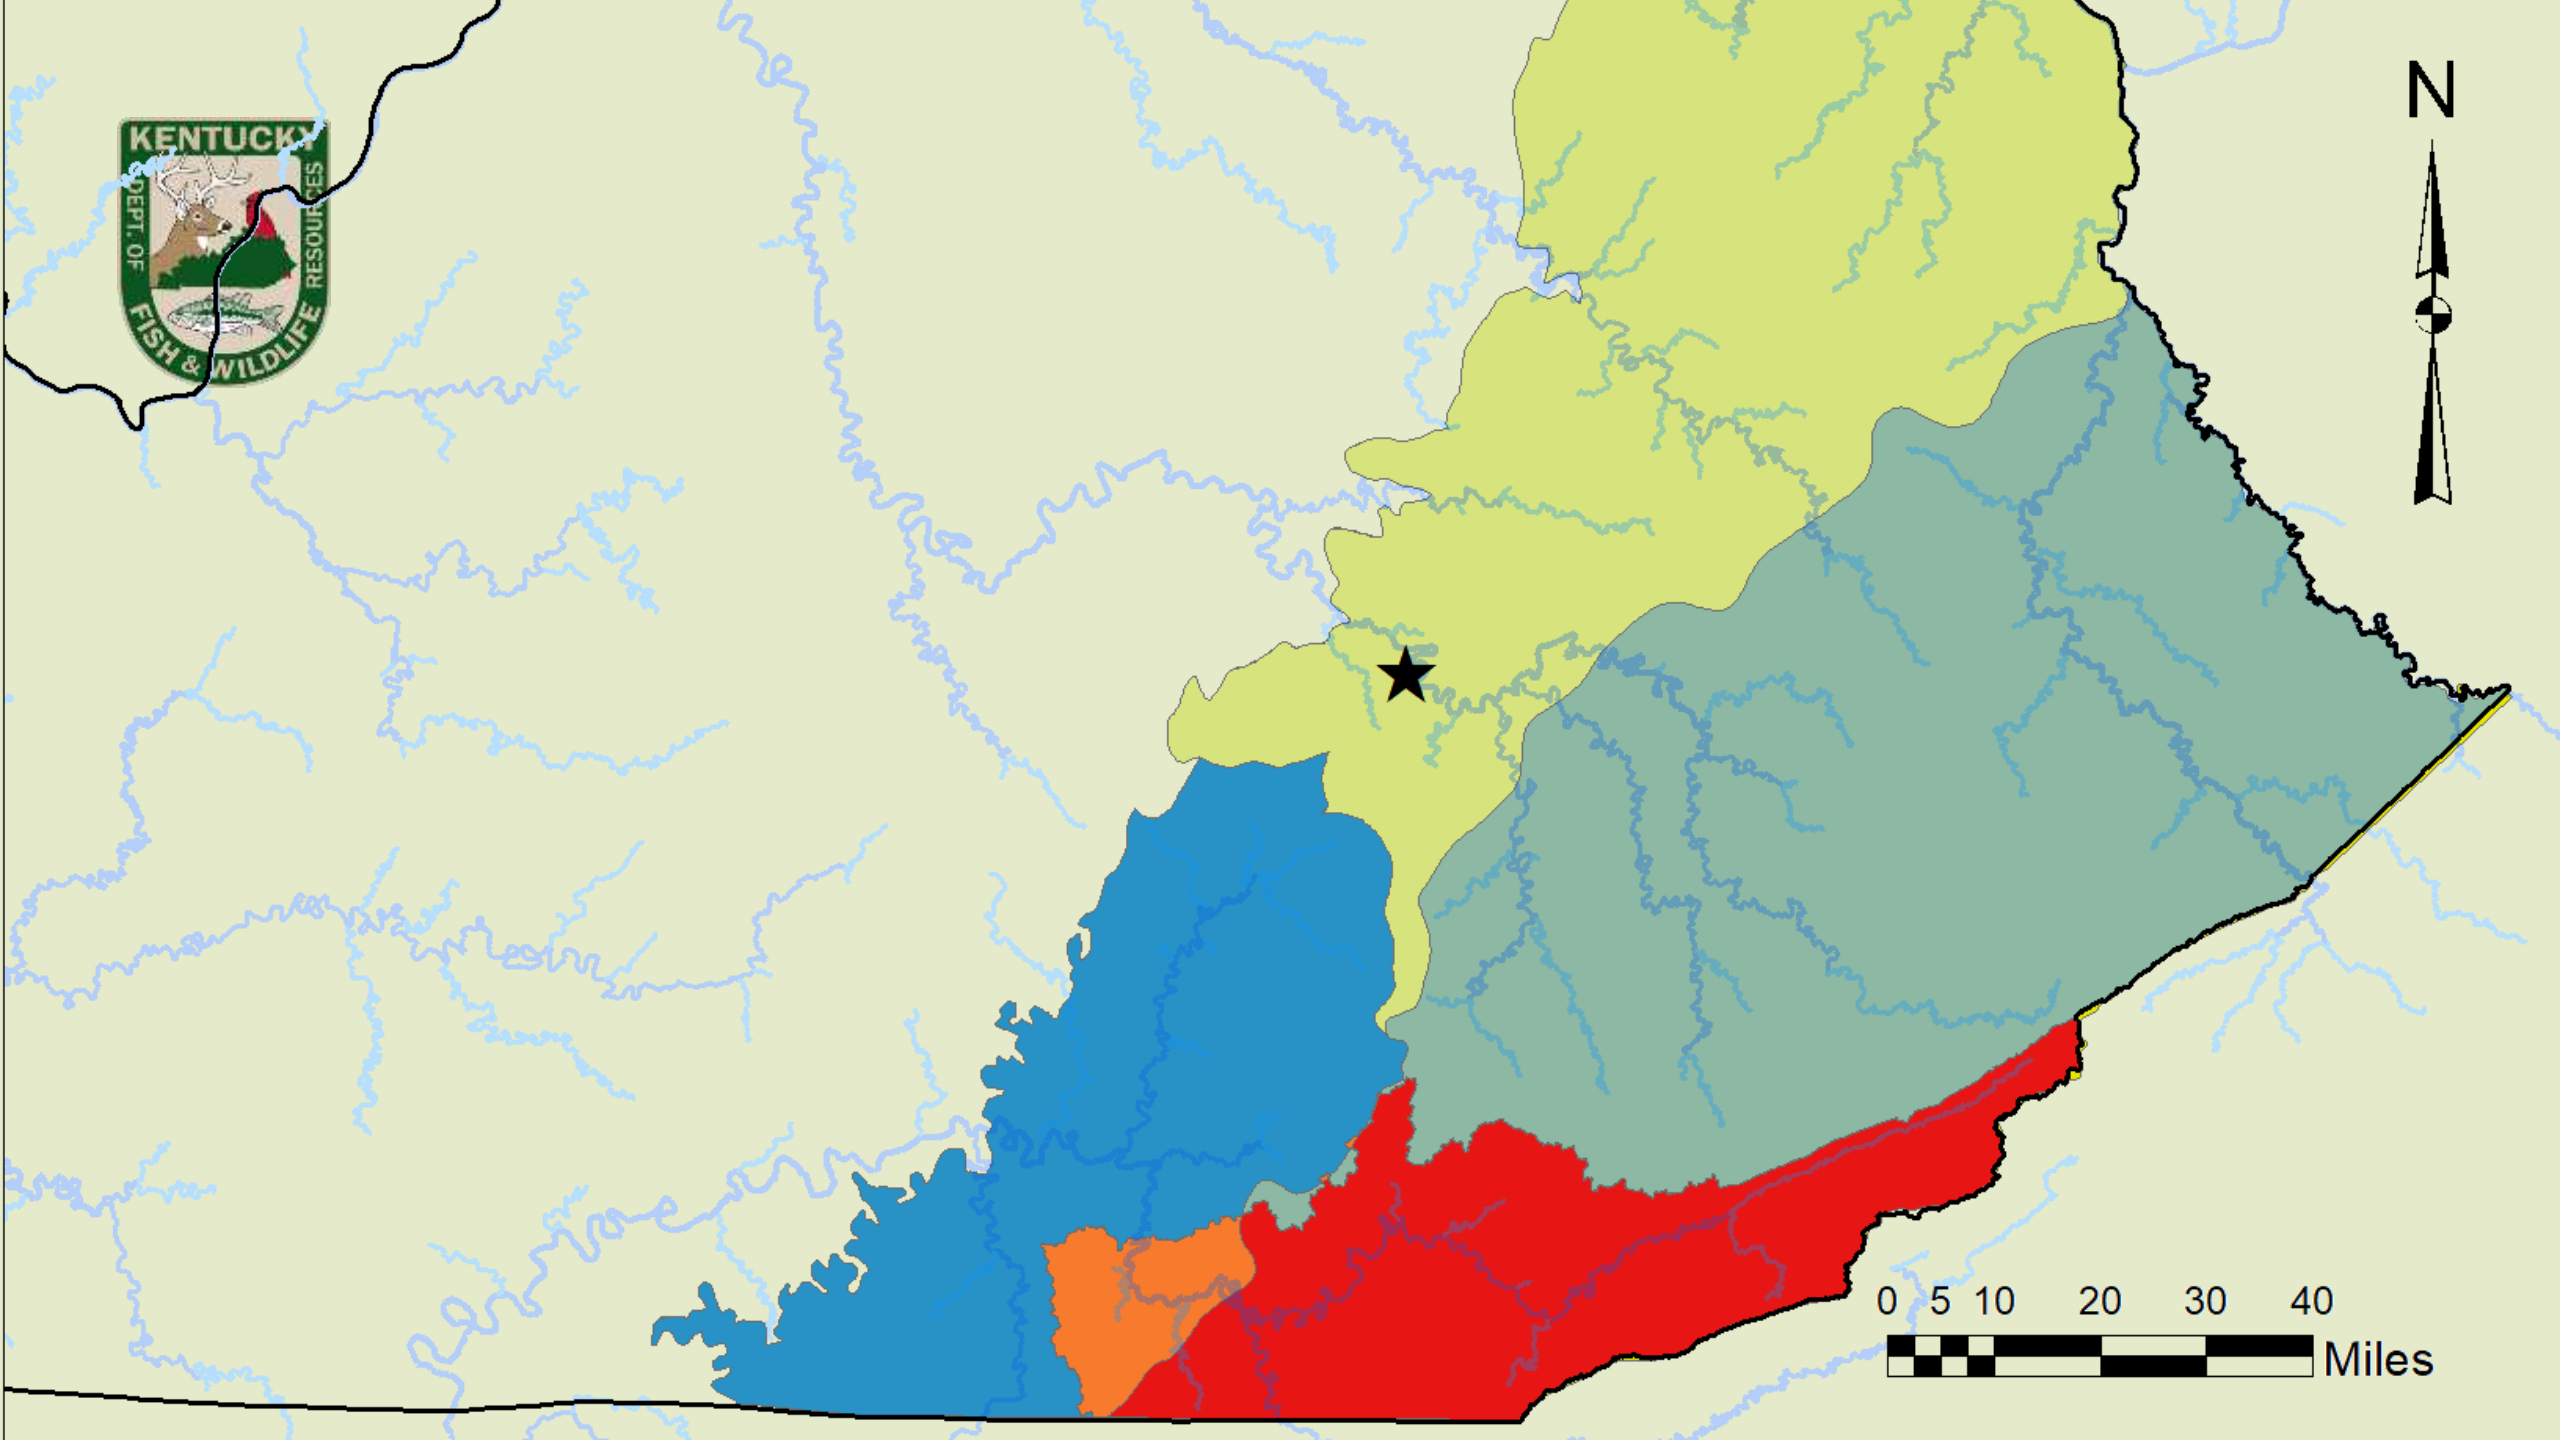 KENTUCKY
DEPT. OF
FISH & WILDLIFE
RESOURCES
N
0 5 10 20 30 40
Miles